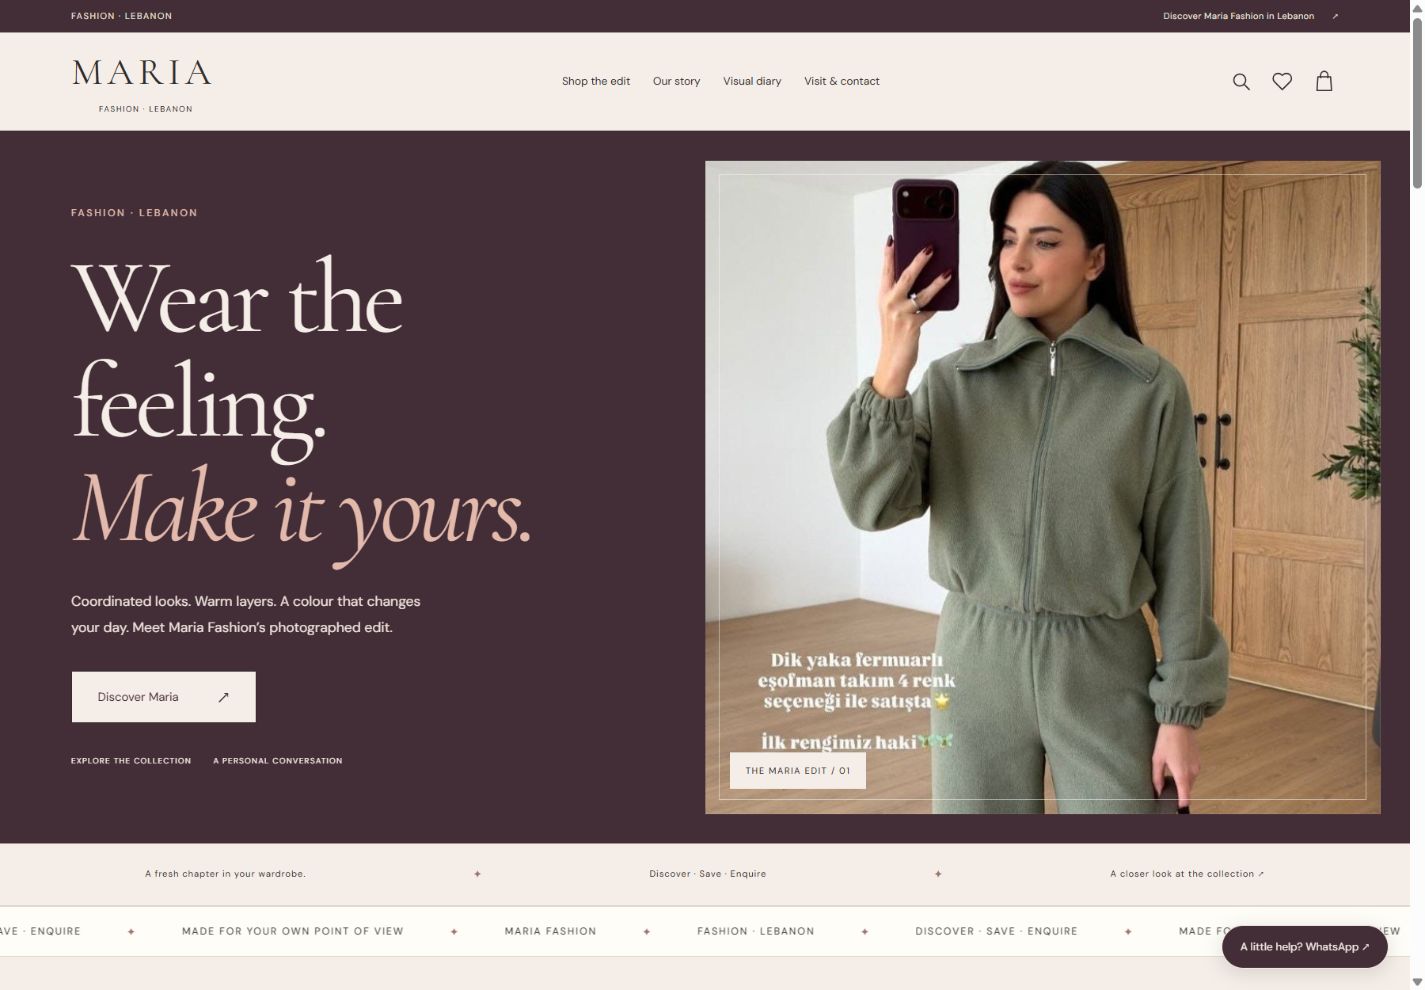 FASHION · LEBANON
Discover Maria Fashion in Lebanon ↗
MARIA
FASHION · LEBANON
Shop the edit
Our story
Visual diary
Visit & contact
FASHION · LEBANON
Wear the
feeling.
Make it yours.
Coordinated looks. Warm layers. A colour that changes
your day. Meet Maria Fashion’s photographed edit.
Discover Maria ↗
EXPLORE THE COLLECTION
A PERSONAL CONVERSATION
Dik yaka fermuarlı
eşofman takım 4 renk
seçeneği ile satışta🌟
İlk rengimiz haki
THE MARIA EDIT / 01
A fresh chapter in your wardrobe.
Discover · Save · Enquire
A closer look at the collection ↗
AVE · ENQUIRE ✦ MADE FOR YOUR OWN POINT OF VIEW ✦ MARIA FASHION ✦ FASHION · LEBANON ✦ DISCOVER · SAVE · ENQUIRE ✦ MADE FO
A little help? WhatsApp ↗